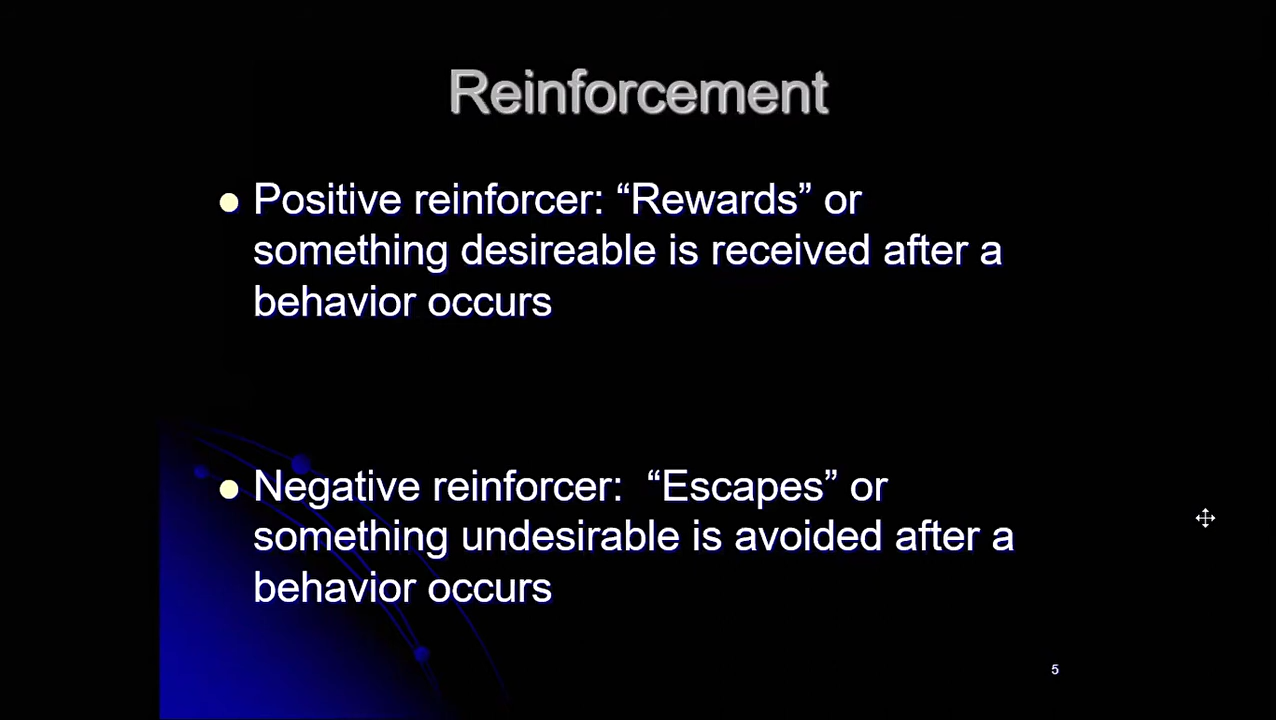 Reinforcement
● Positive reinforcer: “Rewards” or
something desireable is received after a
behavior occurs
● Negative reinforcer:  “Escapes” or
something undesirable is avoided after a
behavior occurs
5